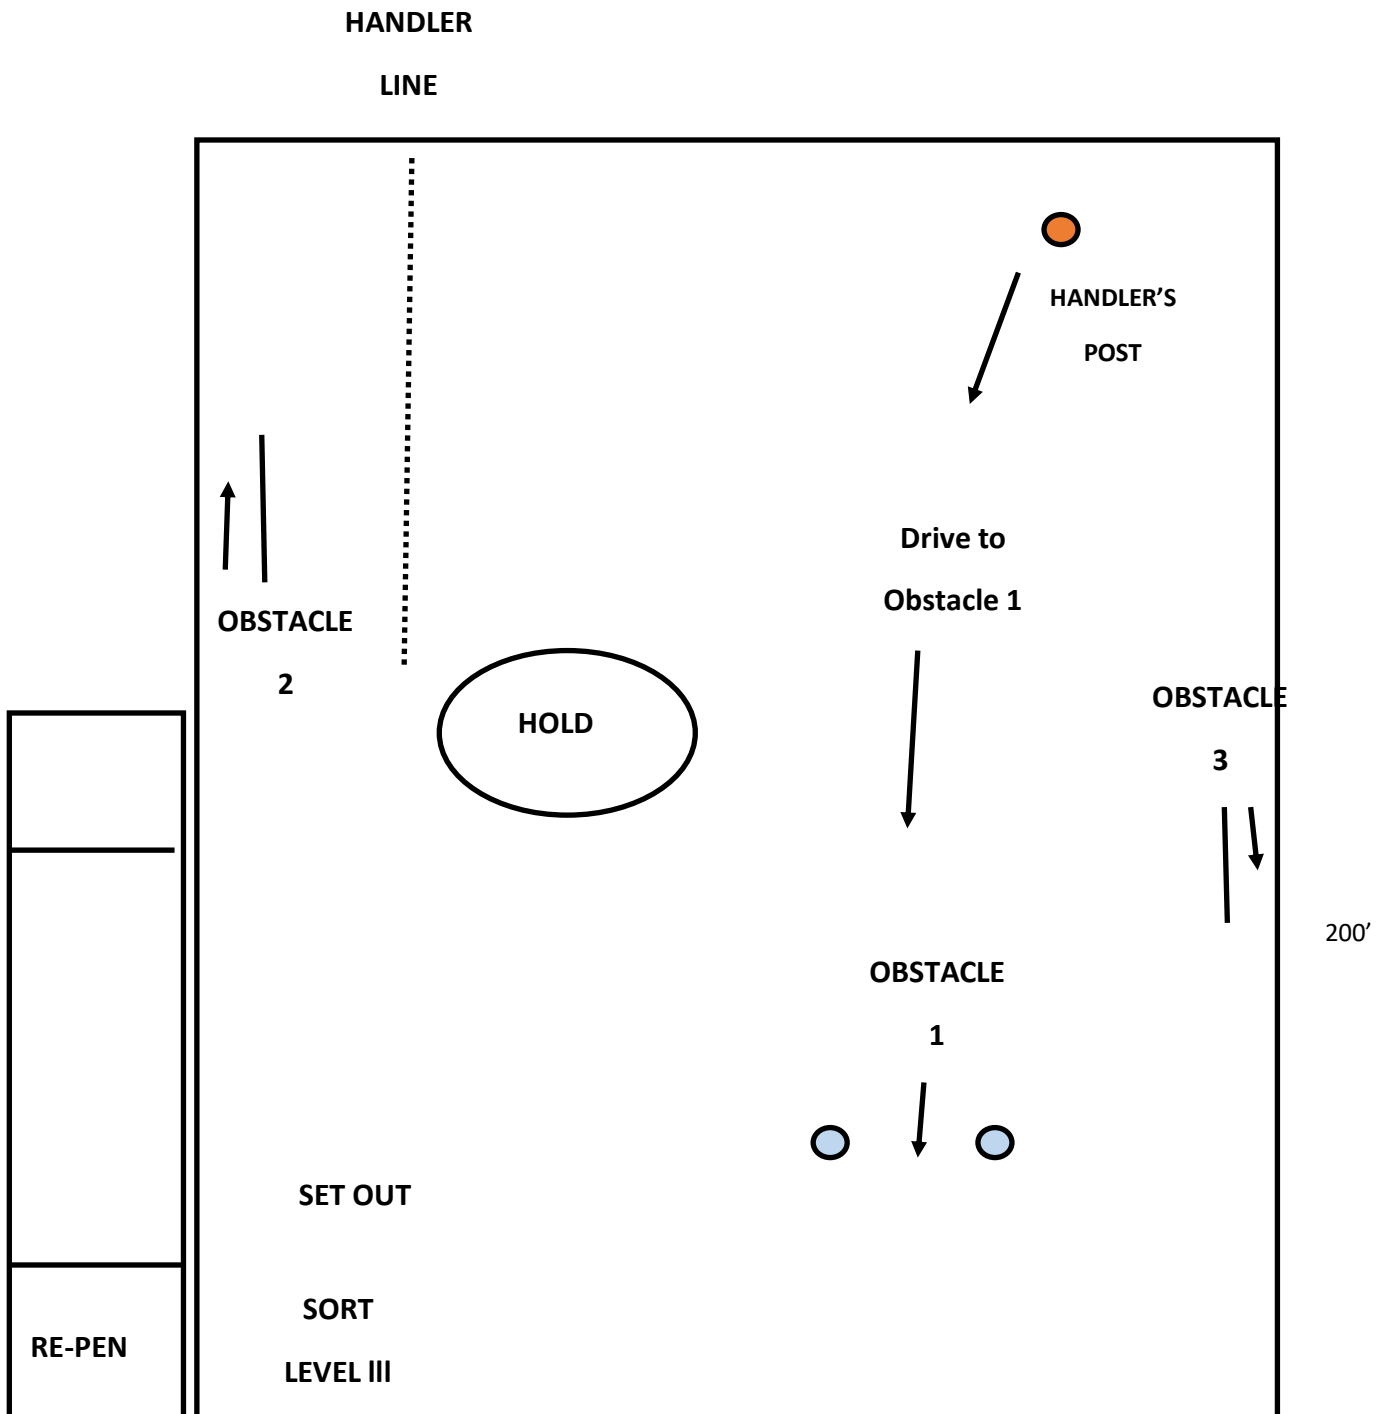 HANDLER
LINE
HANDLER’S
POST
Drive to
Obstacle 1
OBSTACLE
2
HOLD
OBSTACLE
3
200’
OBSTACLE
1
SET OUT
SORT
LEVEL lll
RE-PEN